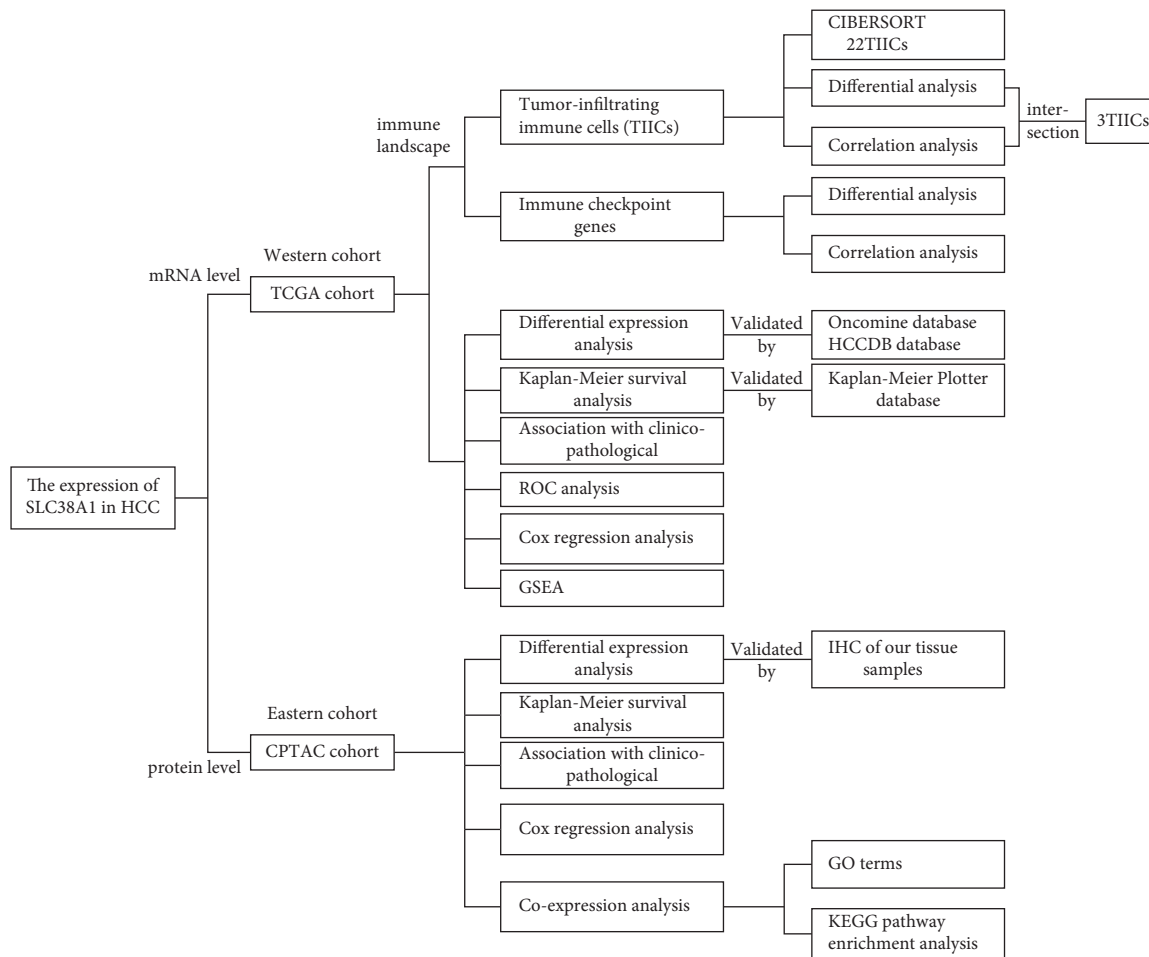 The expression of
SLC38A1 in HCC
mRNA level
Western cohort
TCGA cohort
immune
landscape
Tumor-infiltrating
immune cells (TIICs)
CIBERSORT
22TIICs
Differential analysis
Correlation analysis
inter-
section
3TIICs
Immune checkpoint
genes
Differential analysis
Correlation analysis
Differential expression
analysis
Validated
by
Oncomine database
HCCDB database
Kaplan-Meier survival
analysis
Validated
by
Kaplan-Meier Plotter
database
Association with clinico-
pathological
ROC analysis
Cox regression analysis
GSEA
protein level
Eastern cohort
CPTAC cohort
Differential expression
analysis
Validated
by
IHC of our tissue
samples
Kaplan-Meier survival
analysis
Association with clinico-
pathological
Cox regression analysis
Co-expression analysis
GO terms
KEGG pathway
enrichment analysis